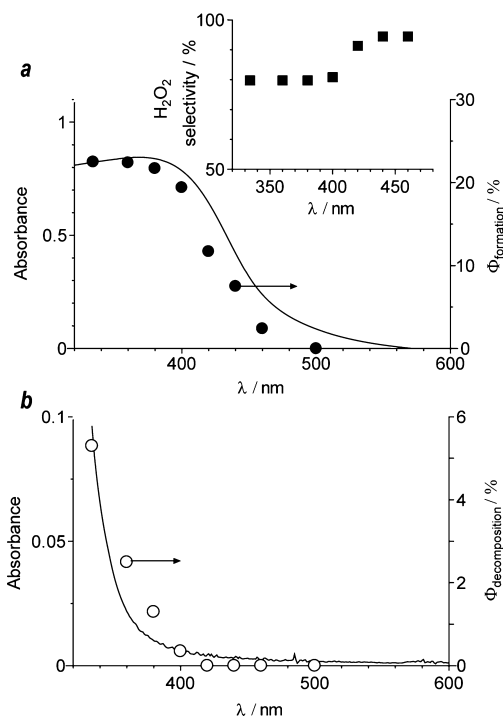 a
H2O2
selectivity / %
100
50
350 400 450
λ / nm
Absorbance
1
0.5
0
30
20
10
0
Φformation / %
400 500 600
λ / nm
b
Absorbance
0.1
0.05
0
6
4
2
0
Φdecomposition / %
400 500 600
λ / nm